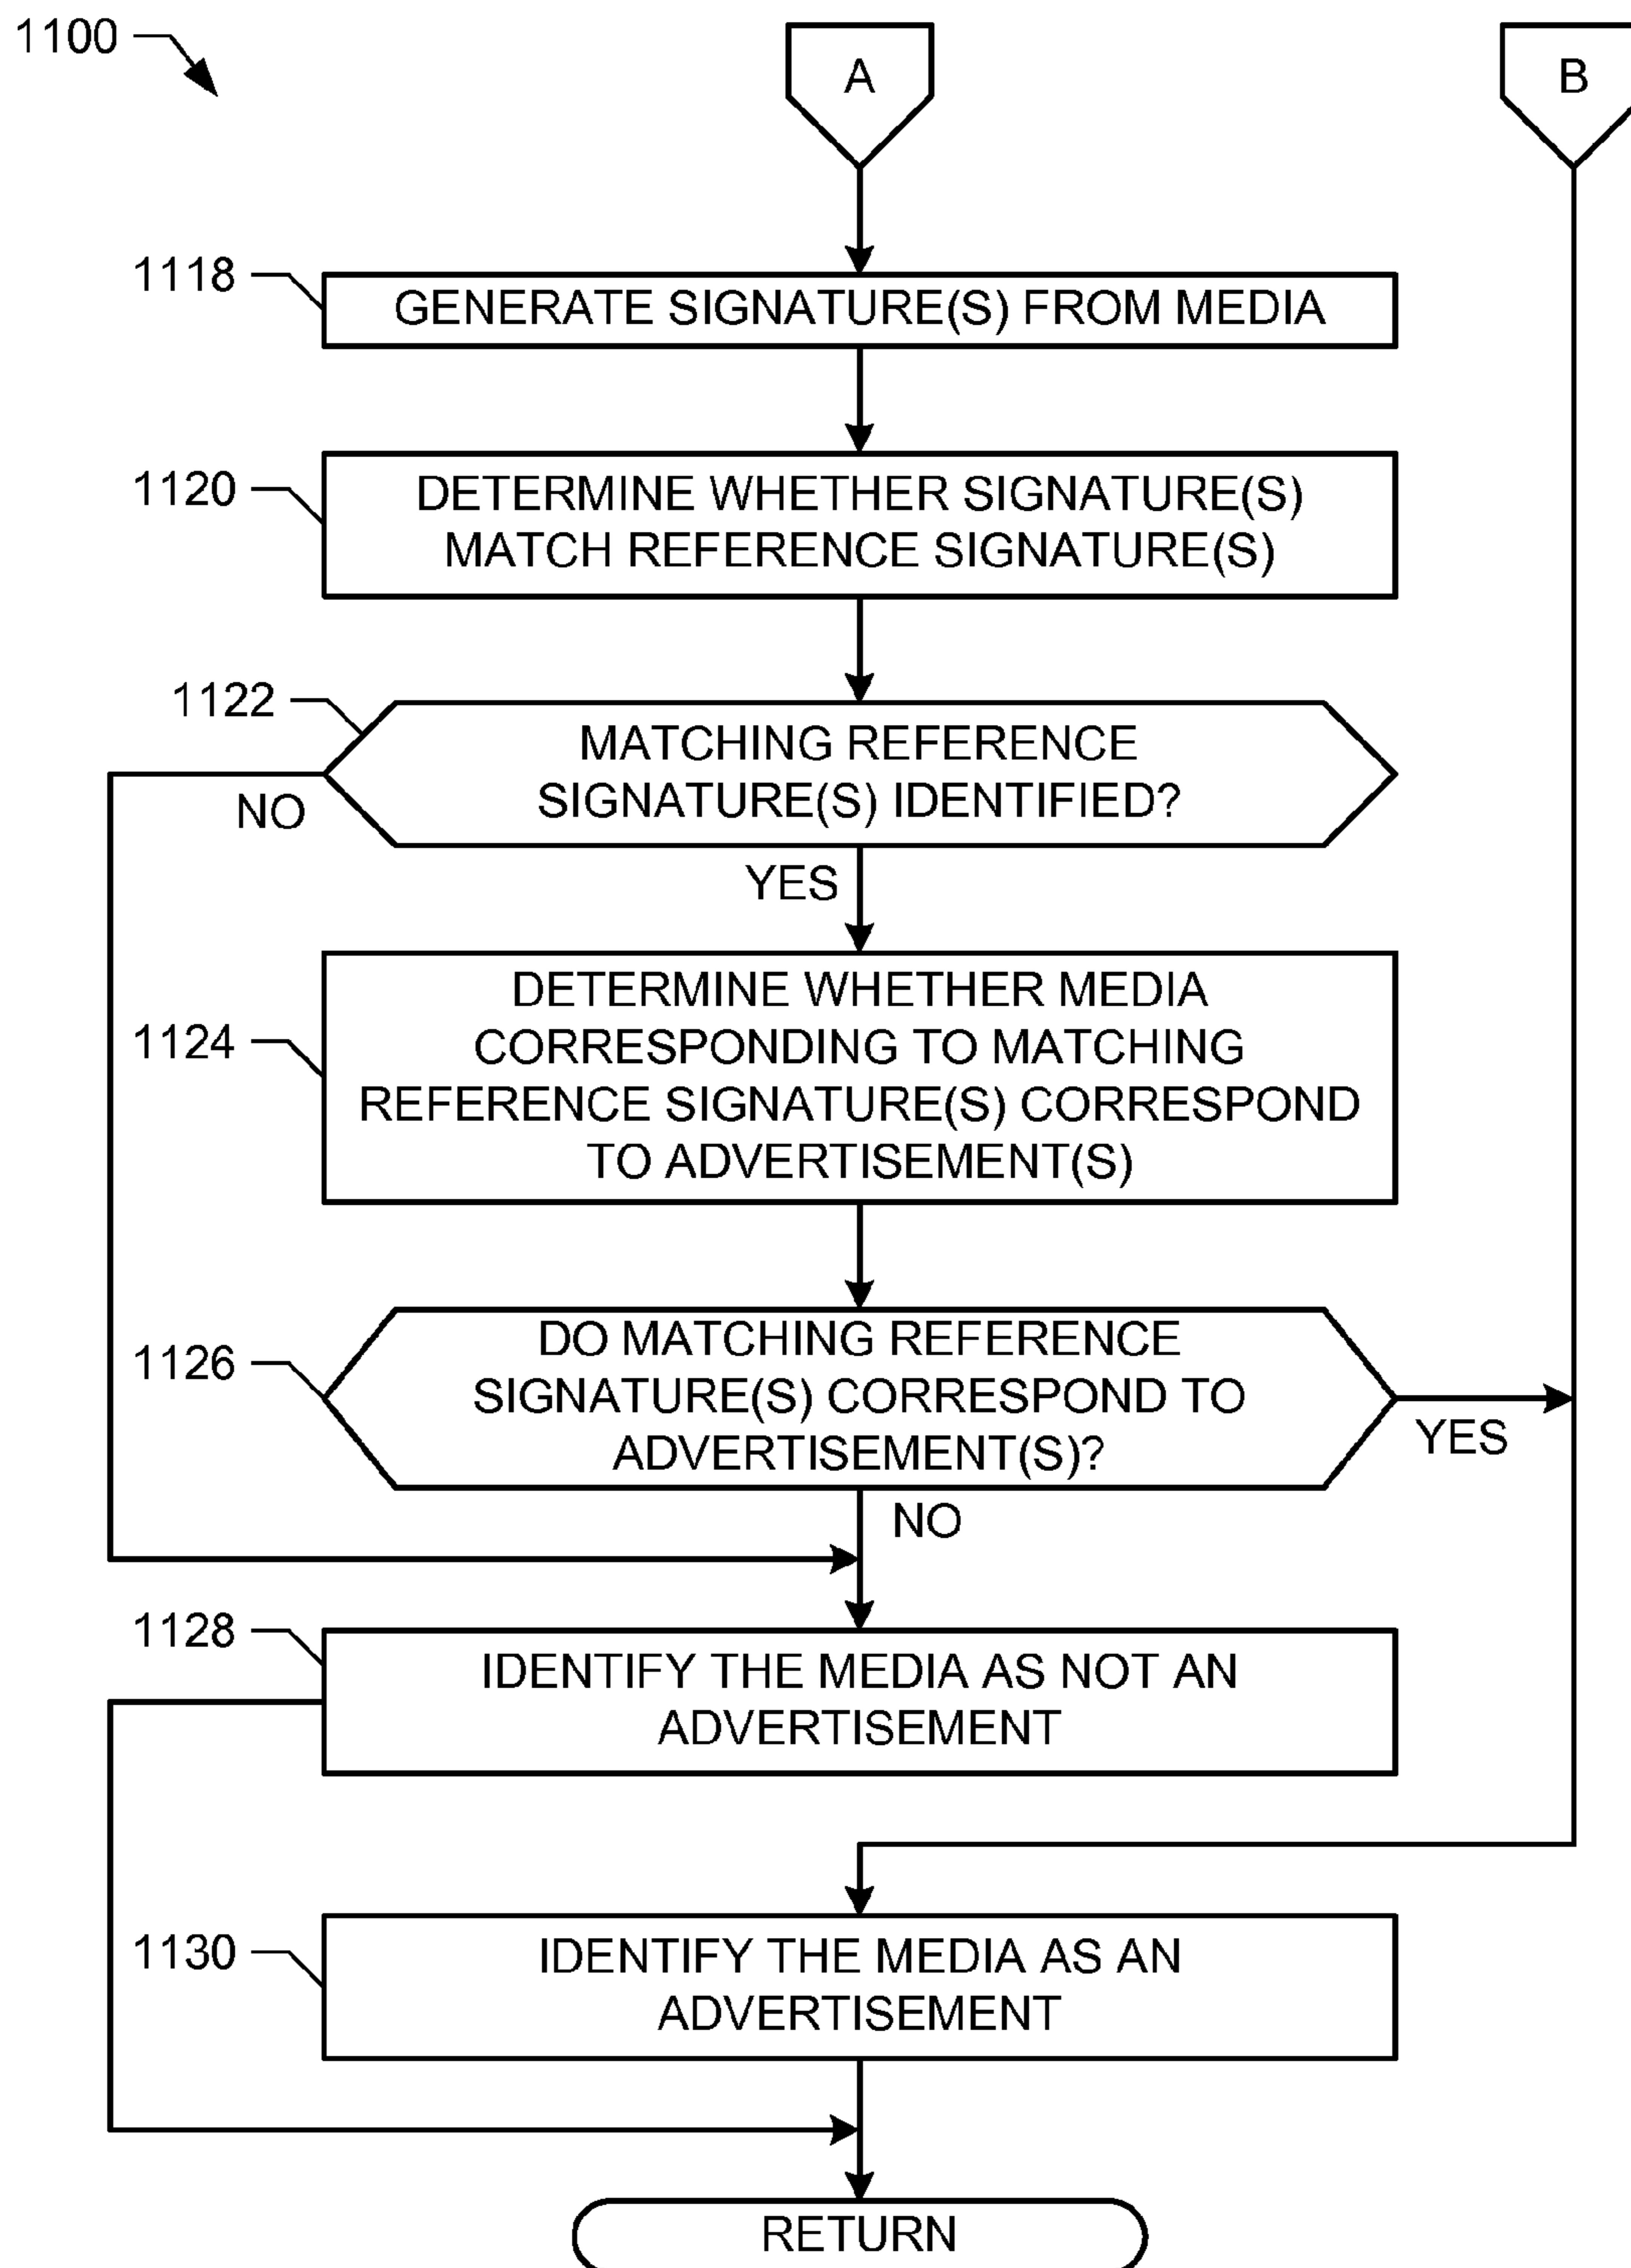 1100
A
B
1118
GENERATE SIGNATURE(S) FROM MEDIA
1120
DETERMINE WHETHER SIGNATURE(S)
MATCH REFERENCE SIGNATURE(S)
1122
MATCHING REFERENCE
SIGNATURE(S) IDENTIFIED?
NO
YES
1124
DETERMINE WHETHER MEDIA
CORRESPONDING TO MATCHING
REFERENCE SIGNATURE(S) CORRESPOND
TO ADVERTISEMENT(S)
1126
DO MATCHING REFERENCE
SIGNATURE(S) CORRESPOND TO
ADVERTISEMENT(S)?
YES
NO
1128
IDENTIFY THE MEDIA AS NOT AN
ADVERTISEMENT
1130
IDENTIFY THE MEDIA AS AN
ADVERTISEMENT
RETURN